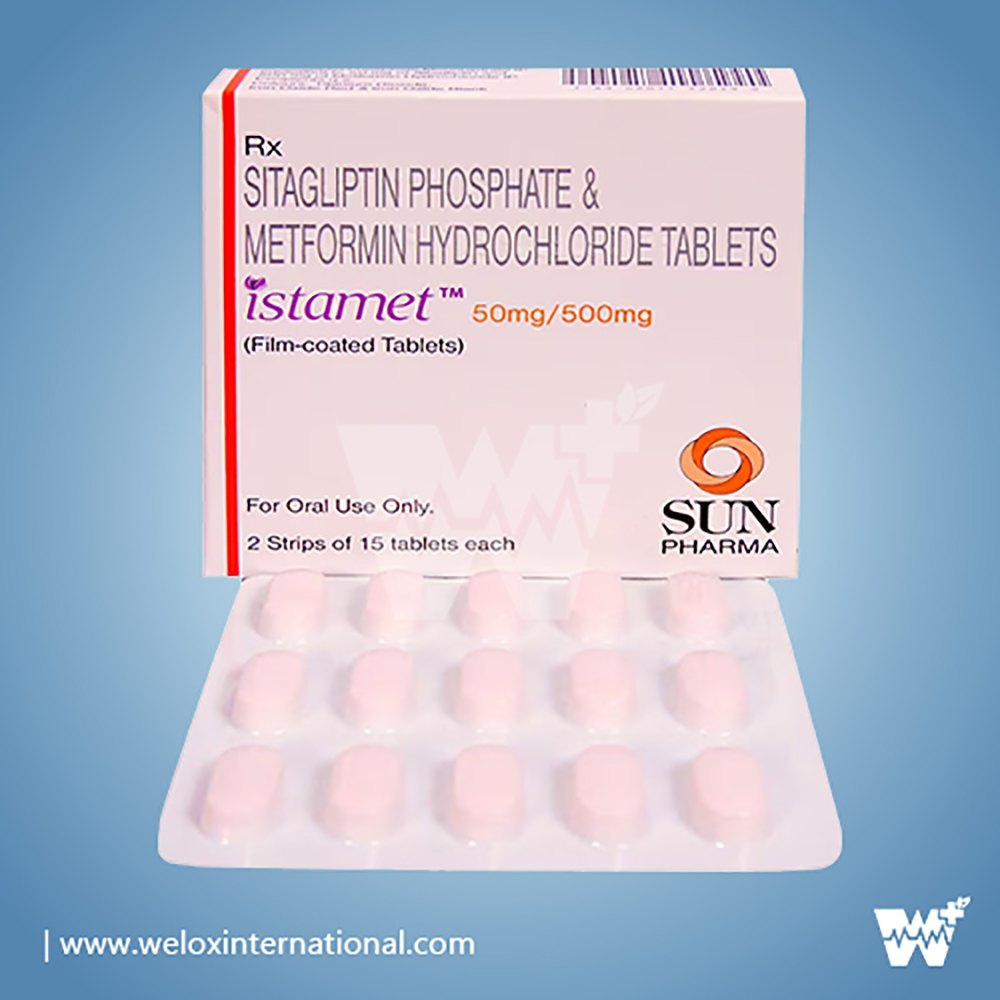 Rx
SITAGLIPTIN PHOSPHATE &
METFORMIN HYDROCHLORIDE TABLETS
istamet™ 50mg/500mg
(Film-coated Tablets)
For Oral Use Only.
2 Strips of 15 tablets each
SUN
PHARMA
| www.weloxinternational.com